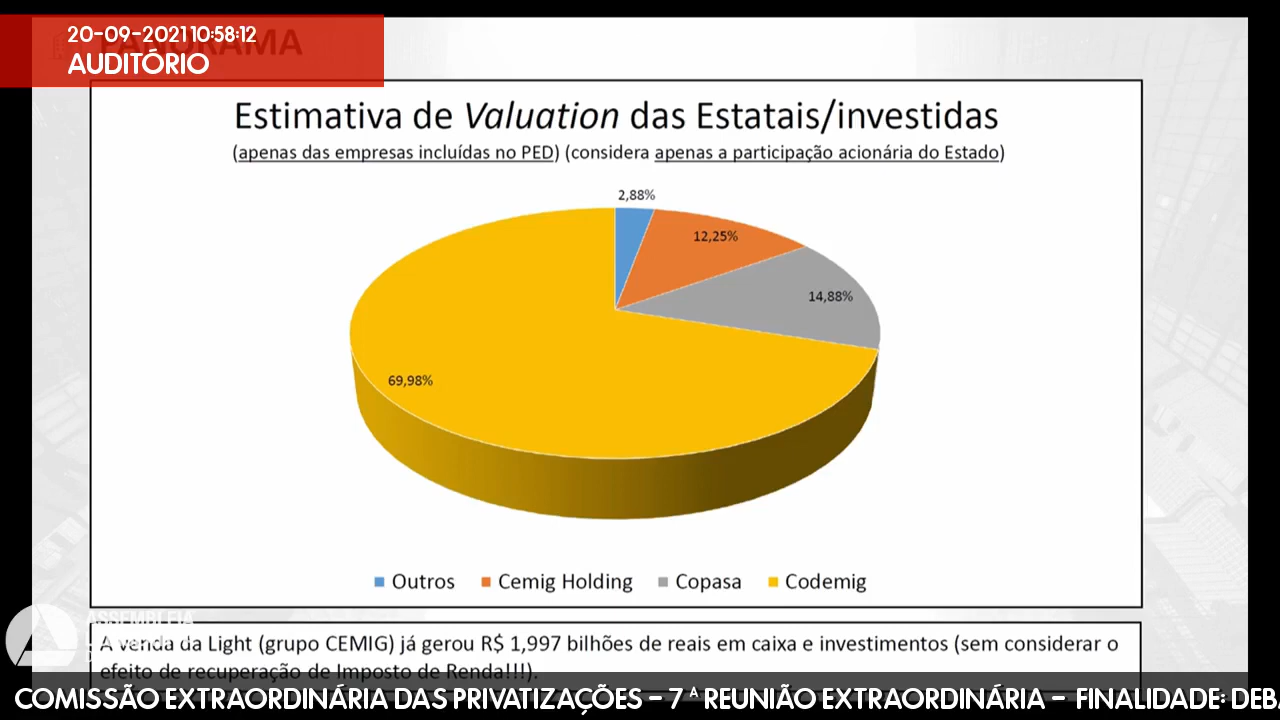 20-09-2021 10:58:12
AUDITÓRIO
PANORAMA
Estimativa de Valuation das Estatais/investidas
(apenas das empresas incluídas no PED) (considera apenas a participação acionária do Estado)
2,88%
12,25%
14,88%
69,98%
Outros Cemig Holding Copasa Codemig
ASSEMBLEIA
A venda da Light (grupo CEMIG) já gerou R$ 1,997 bilhões de reais em caixa e investimentos (sem considerar o
efeito de recuperação de Imposto de Renda!!!).
COMISSÃO EXTRAORDINÁRIA DAS PRIVATIZAÇÕES - 7 ª REUNIÃO EXTRAORDINÁRIA - FINALIDADE: DEB